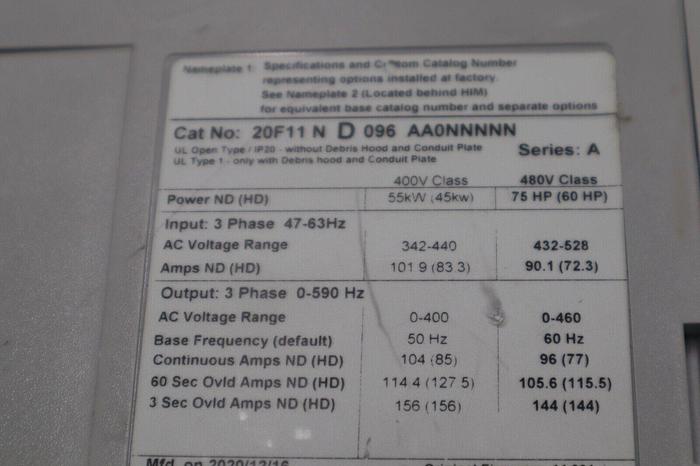 Nameplate 1: Specifications and Custom Catalog Number
representing options installed at factory.
See Nameplate 2 (Located behind HIM)
for equivalent base catalog number and separate options
Cat No: 20F11 N D 096 AA0NNNNN
UL Open Type / IP20 - without Debris Hood and Conduit Plate
UL Type 1 - only with Debris hood and Conduit Plate
Series: A
400V Class 480V Class
Power ND (HD) 55kW (45kw) 75 HP (60 HP)
Input: 3 Phase 47-63Hz
AC Voltage Range 342-440 432-528
Amps ND (HD) 101.9 (83.3) 90.1 (72.3)
Output: 3 Phase 0-590 Hz
AC Voltage Range 0-400 0-460
Base Frequency (default) 50 Hz 60 Hz
Continuous Amps ND (HD) 104 (85) 96 (77)
60 Sec Ovld Amps ND (HD) 114.4 (127.5) 105.6 (115.5)
3 Sec Ovld Amps ND (HD) 156 (156) 144 (144)
Mfd. on 2020/12/16